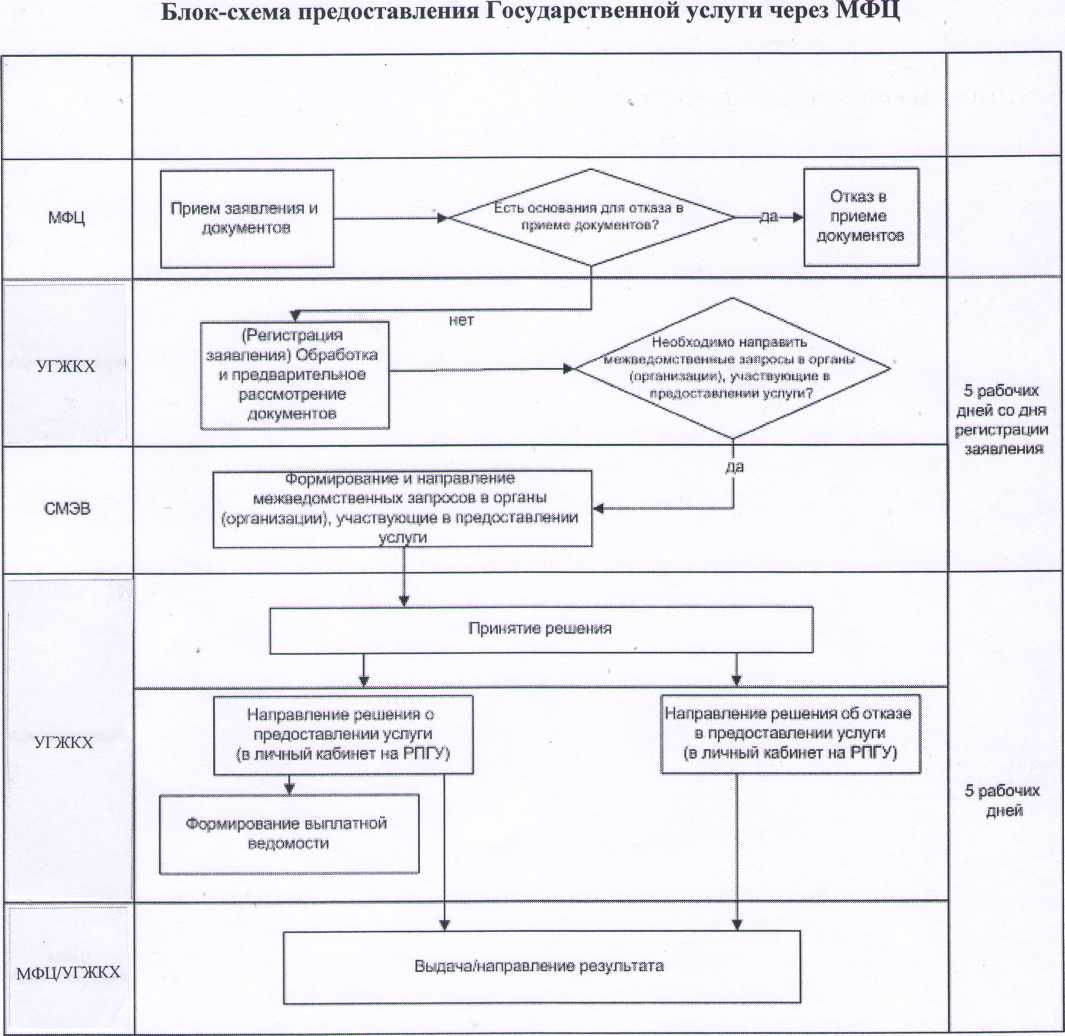 Блок-схема предоставления Государственной услуги через МФЦ
МФЦ
Прием заявления и
документов
Есть основания для отказа в
приеме документов?
да
Отказ в
приеме
документов
нет
УГЖКХ
(Регистрация
заявления) Обработка
и предварительное
рассмотрение
документов
Необходимо направить
межведомственные запросы в органы
(организации), участвующие в
предоставлении услуги?
5 рабочих
дней со дня
регистрации
заявления
да
СМЭВ
Формирование и направление
межведомственных запросов в органы
(организации), участвующие в предоставлении
услуги
Принятие решения
УГЖКХ
Направление решения о
предоставлении услуги
(в личный кабинет на РПГУ)
Направление решения об отказе
в предоставлении услуги
(в личный кабинет на РПГУ)
5 рабочих
дней
Формирование выплатной
ведомости
МФЦ/УГЖКХ
Выдача/направление результата